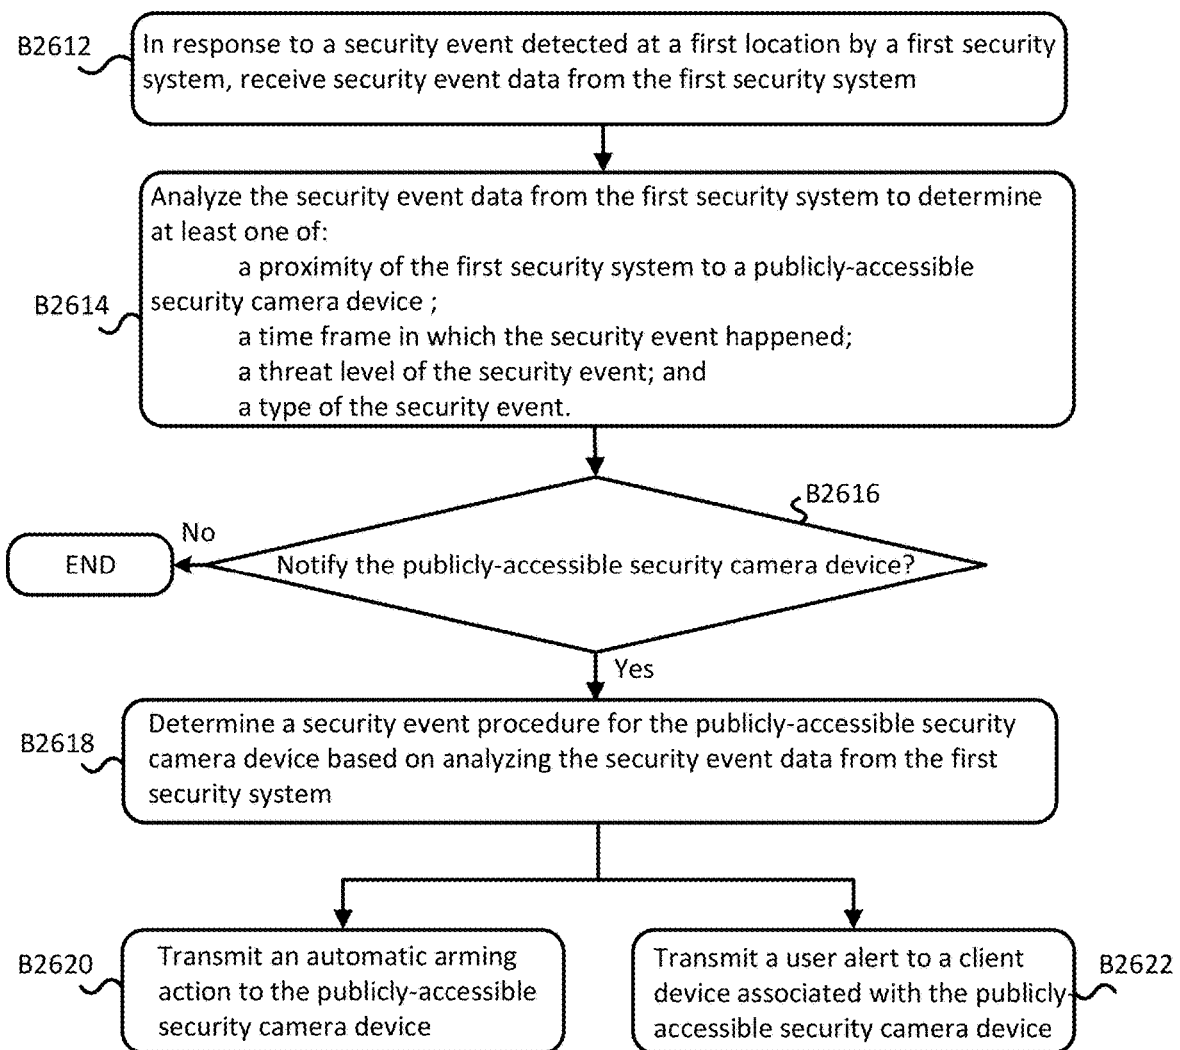 B2612
In response to a security event detected at a first location by a first security
system, receive security event data from the first security system
B2614
Analyze the security event data from the first security system to determine
at least one of:
a proximity of the first security system to a publicly-accessible
security camera device ;
a time frame in which the security event happened;
a threat level of the security event; and
a type of the security event.
B2616
No
END
Notify the publicly-accessible security camera device?
Yes
B2618
Determine a security event procedure for the publicly-accessible security
camera device based on analyzing the security event data from the first
security system
B2620
Transmit an automatic arming
action to the publicly-accessible
security camera device
B2622
Transmit a user alert to a client
device associated with the publicly-
accessible security camera device